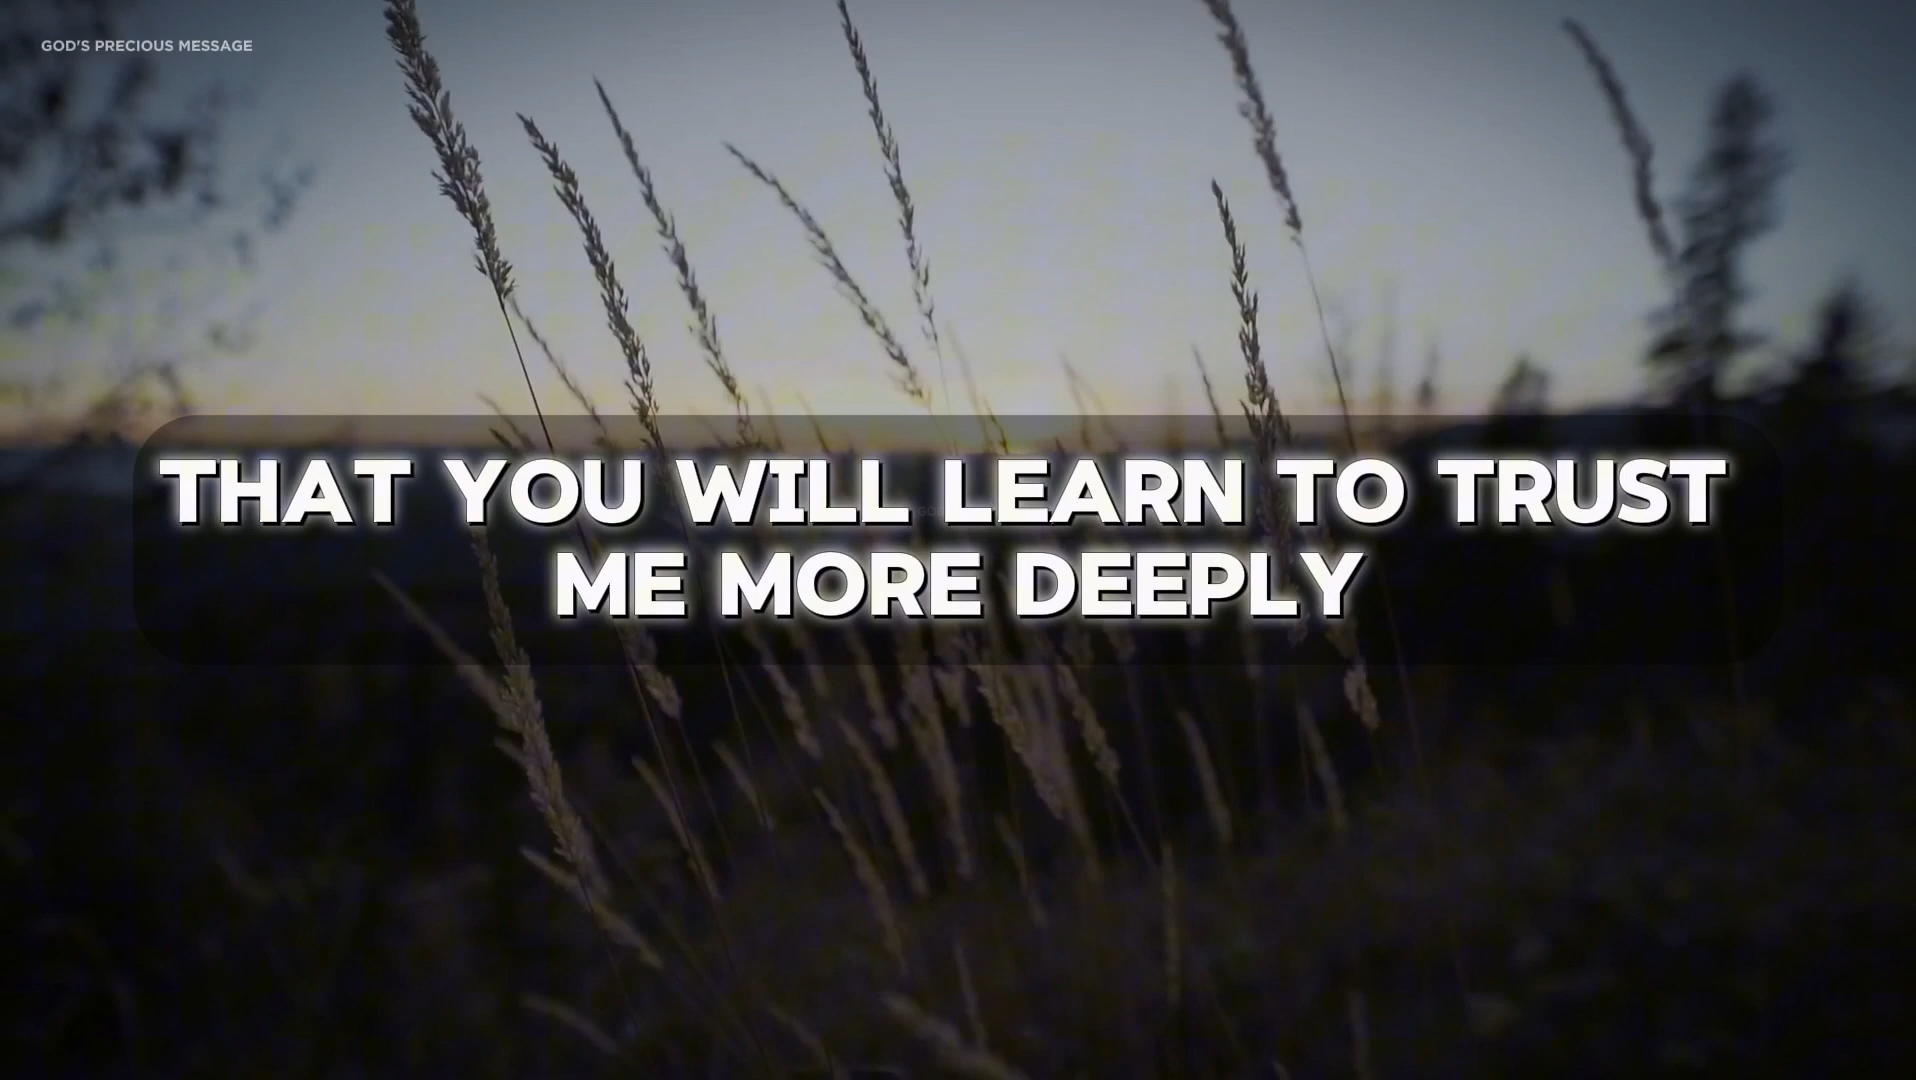 GOD'S PRECIOUS MESSAGE
THAT YOU WILL LEARN TO TRUST
ME MORE DEEPLY